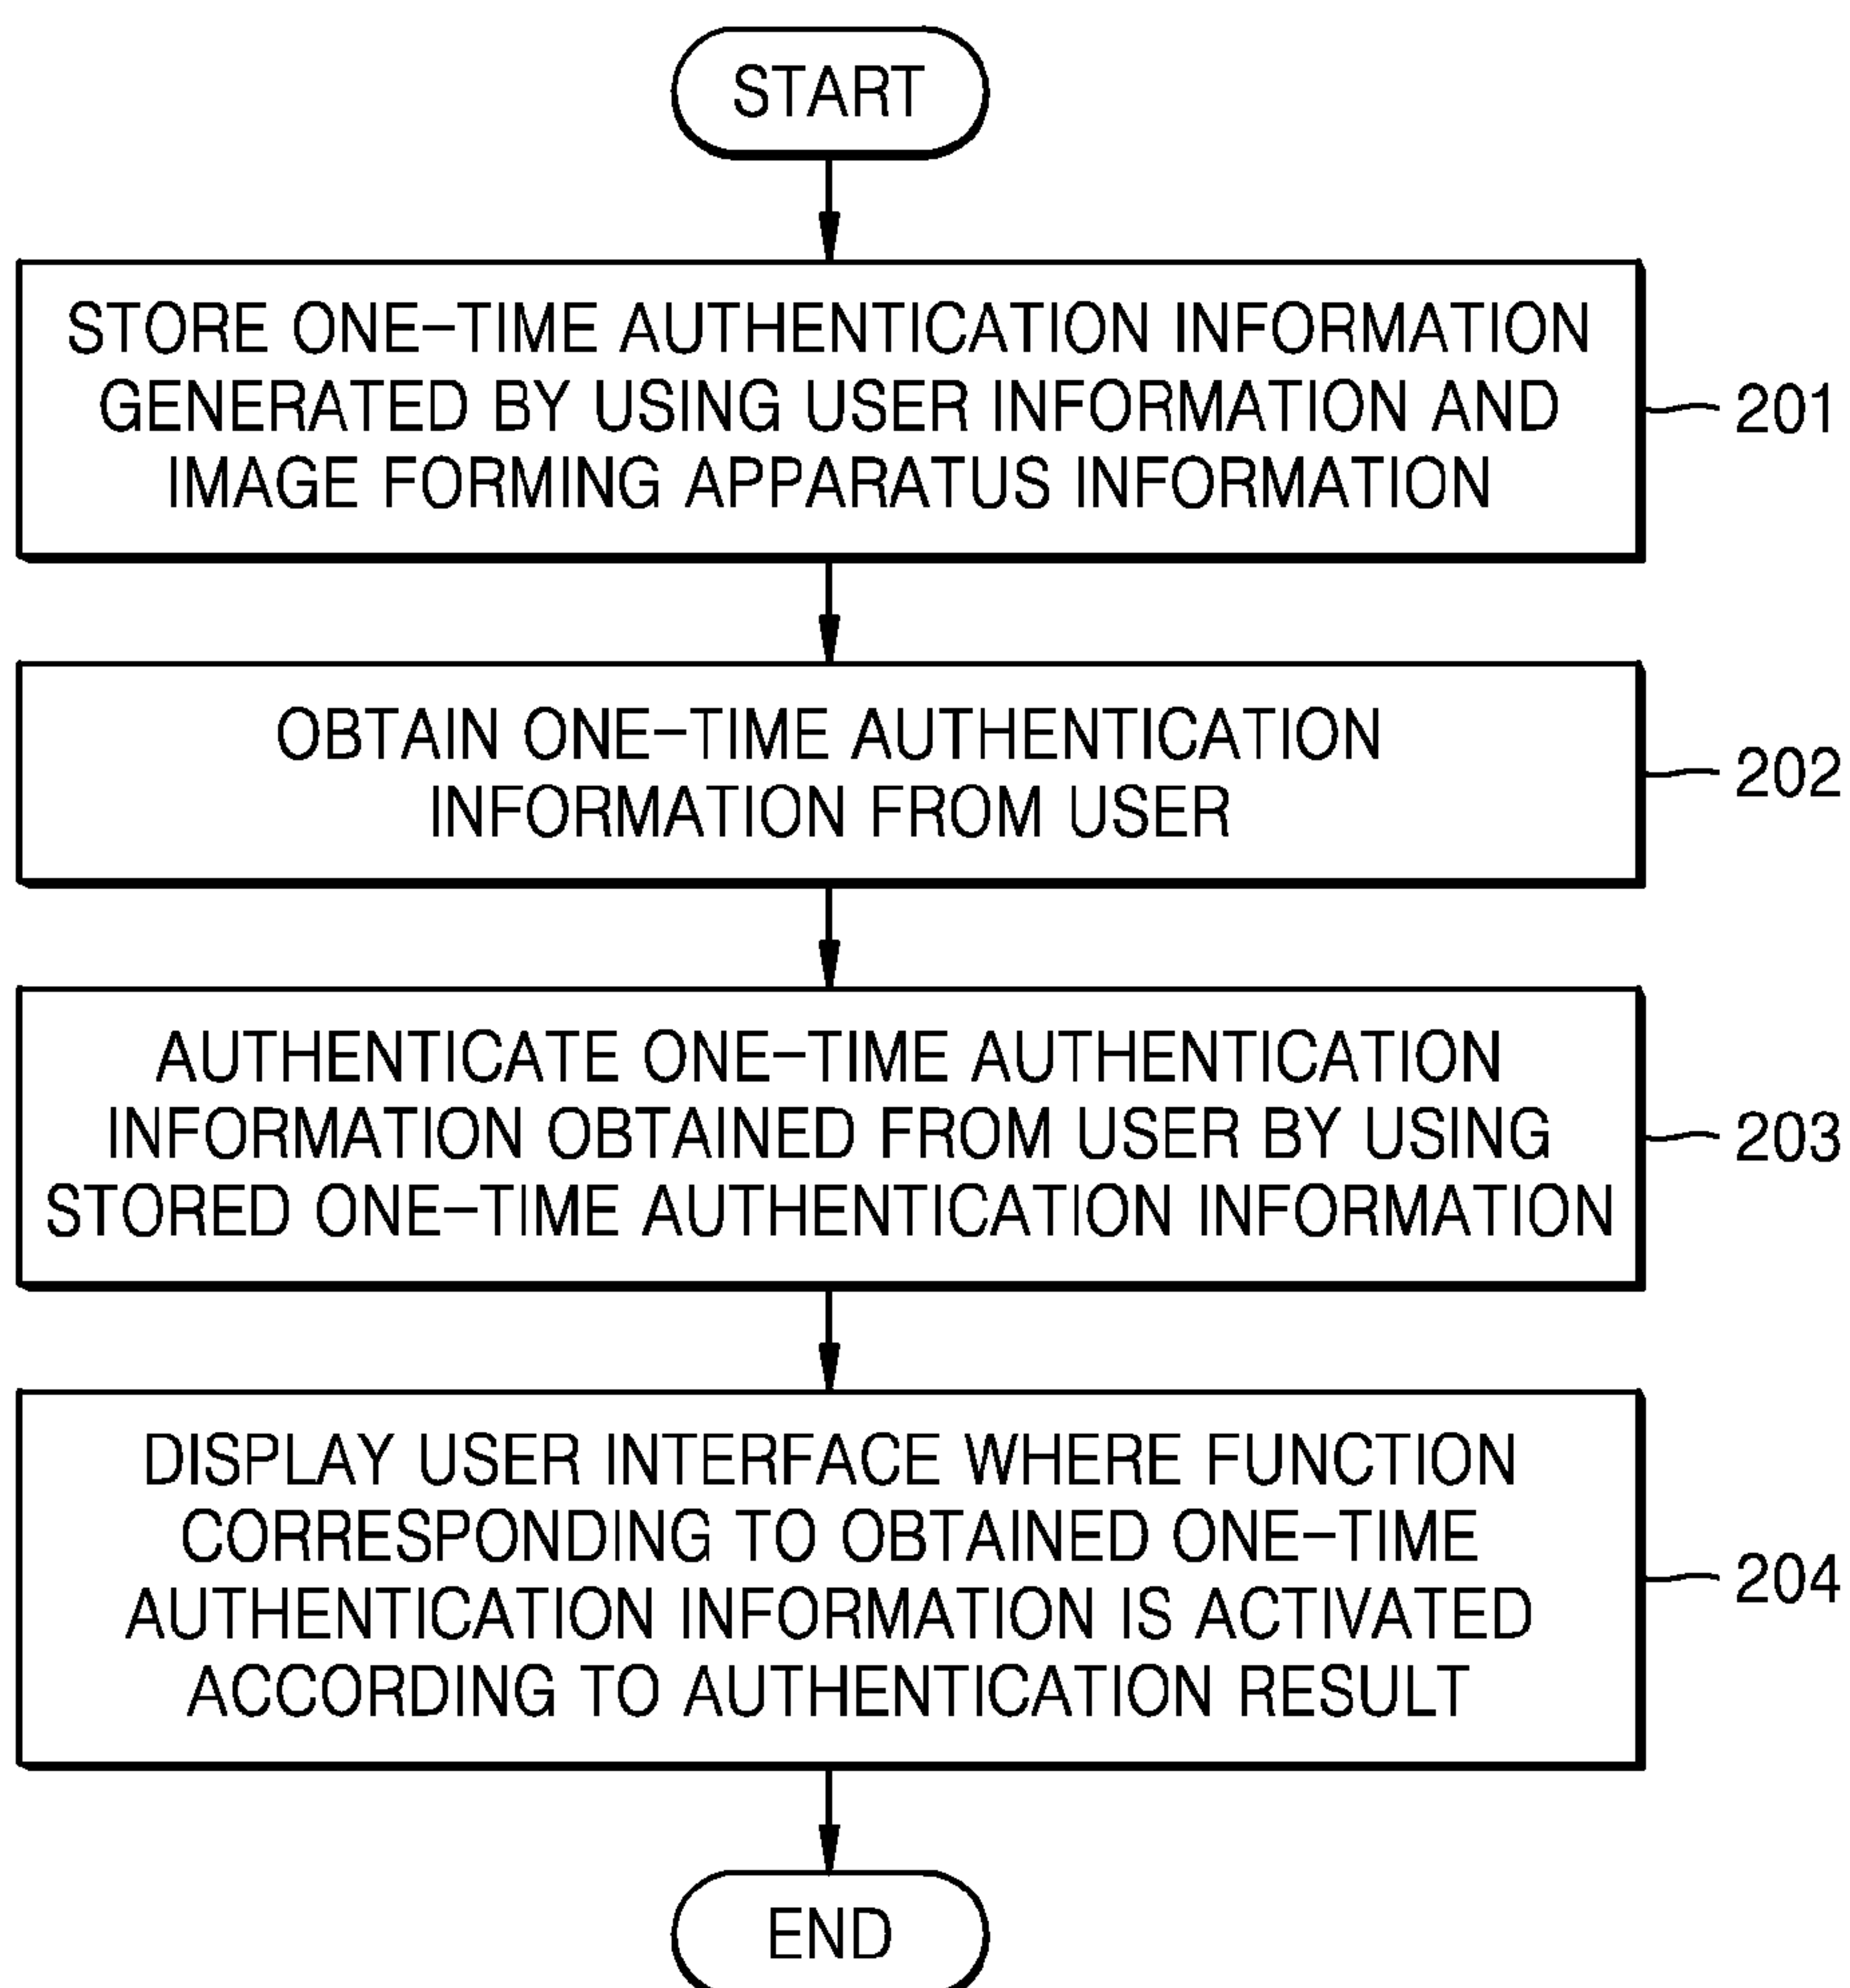 START
STORE ONE-TIME AUTHENTICATION INFORMATION
GENERATED BY USING USER INFORMATION AND
IMAGE FORMING APPARATUS INFORMATION
201
OBTAIN ONE-TIME AUTHENTICATION
INFORMATION FROM USER
202
AUTHENTICATE ONE-TIME AUTHENTICATION
INFORMATION OBTAINED FROM USER BY USING
STORED ONE-TIME AUTHENTICATION INFORMATION
203
DISPLAY USER INTERFACE WHERE FUNCTION
CORRESPONDING TO OBTAINED ONE-TIME
AUTHENTICATION INFORMATION IS ACTIVATED
ACCORDING TO AUTHENTICATION RESULT
204
END